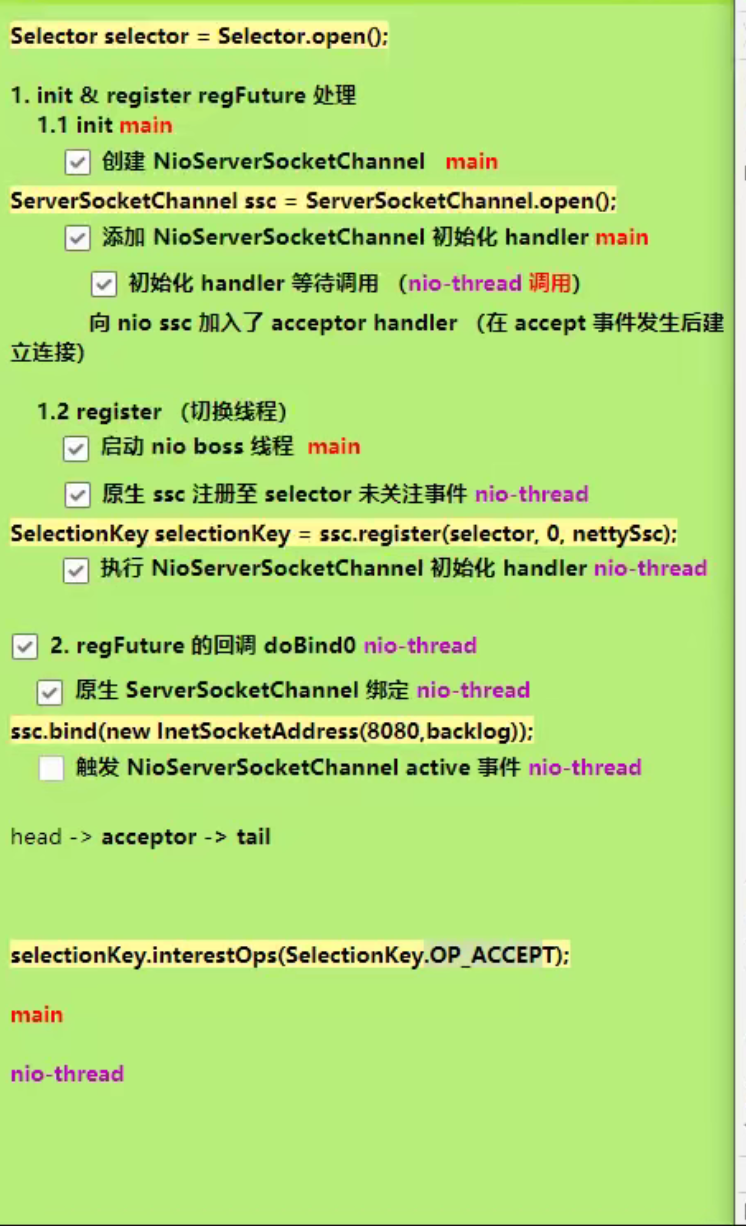 Selector selector = Selector.open();
1. init & register regFuture 处理
1.1 init main
创建 NioServerSocketChannel main
ServerSocketChannel ssc = ServerSocketChannel.open();
添加 NioServerSocketChannel 初始化 handler main
初始化 handler 等待调用 (nio-thread 调用)
向 nio ssc 加入了 acceptor handler (在 accept 事件发生后建
立连接)
1.2 register (切换线程)
启动 nio boss 线程 main
原生 ssc 注册至 selector 未关注事件 nio-thread
SelectionKey selectionKey = ssc.register(selector, 0, nettySsc);
执行 NioServerSocketChannel 初始化 handler nio-thread
2. regFuture 的回调 doBind0 nio-thread
原生 ServerSocketChannel 绑定 nio-thread
ssc.bind(new InetSocketAddress(8080,backlog));
触发 NioServerSocketChannel active 事件 nio-thread
head -> acceptor -> tail
selectionKey.interestOps(SelectionKey.OP_ACCEPT);
main
nio-thread